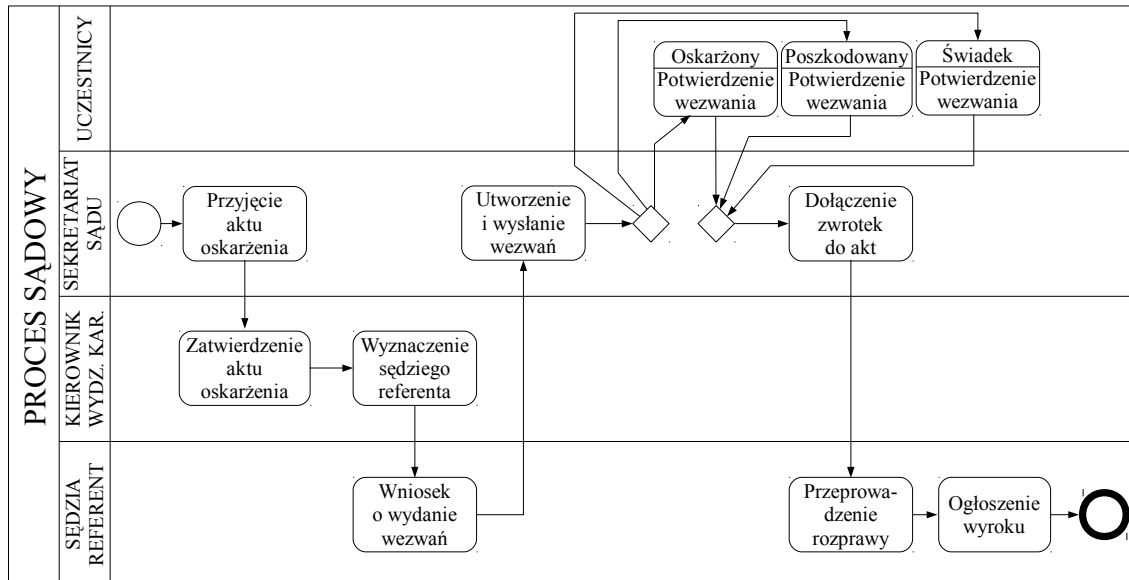 PROCES SĄDOWY
UCZESTNICY
Oskarżony
Potwierdzenie
wezwania
Poszkodowany
Potwierdzenie
wezwania
Świadek
Potwierdzenie
wezwania
SEKRETARIAT
SĄDU
Przyjęcie
aktu
oskarżenia
Utworzenie
i wysłanie
wezwań
Dołączenie
zwrotek
do akt
KIEROWNIK
WYDZ. KAR.
Zatwierdzenie
aktu
oskarżenia
Wyznaczenie
sędziego
referenta
SĘDZIA
REFERENT
Wniosek
o wydanie
wezwań
Przeprowa-
dzenie
rozprawy
Ogłoszenie
wyroku